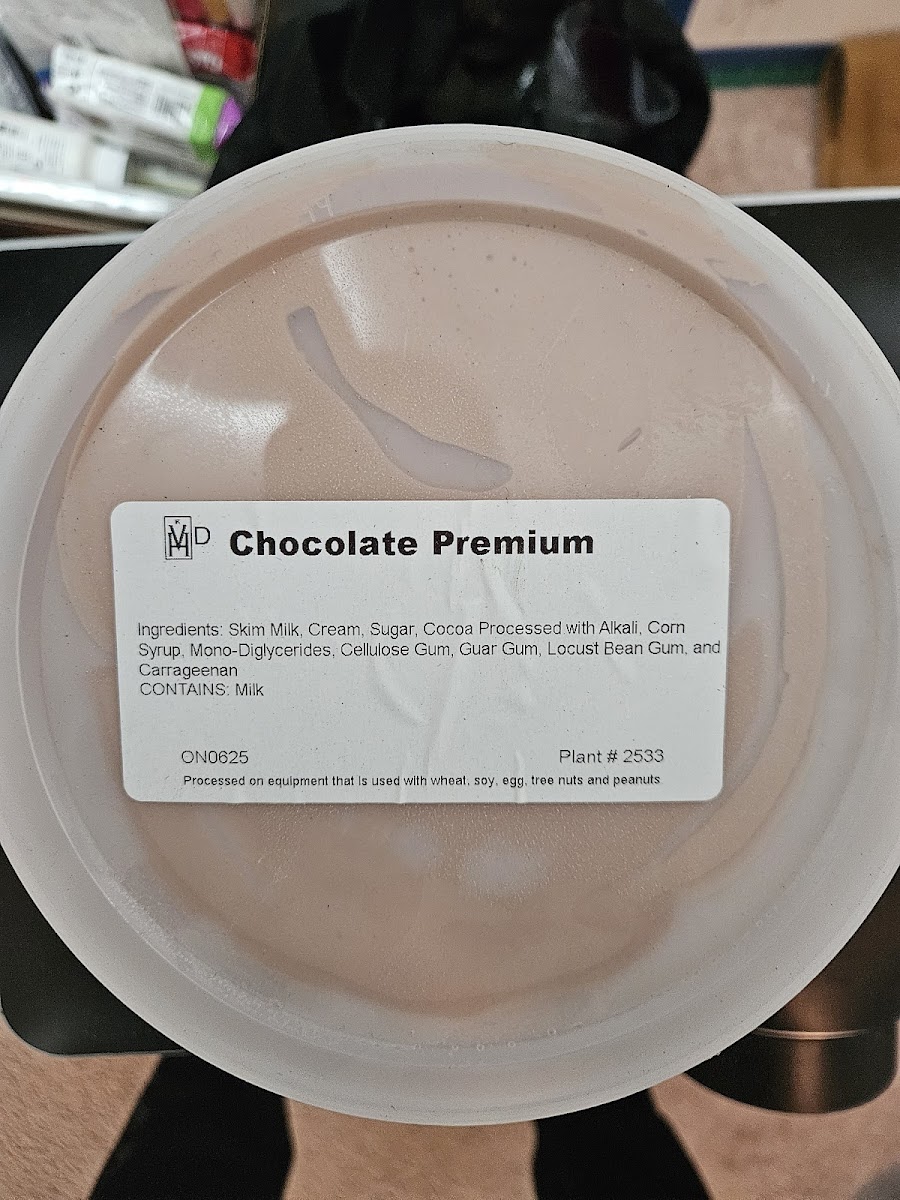 K
VH
D Chocolate Premium
Ingredients: Skim Milk, Cream, Sugar, Cocoa Processed with Alkali, Corn
Syrup, Mono-Diglycerides, Cellulose Gum, Guar Gum, Locust Bean Gum, and
Carrageenan
CONTAINS: Milk
ON0625 Plant # 2533
Processed on equipment that is used with wheat, soy, egg, tree nuts and peanuts